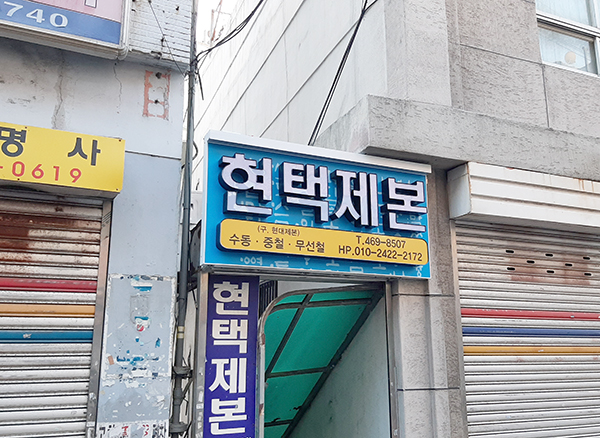 740
명 사
-0619
현택제본
(구. 현대제본)
수동 · 중철 · 무선철
T.469-8507
HP.010-2422-2172
현택제본